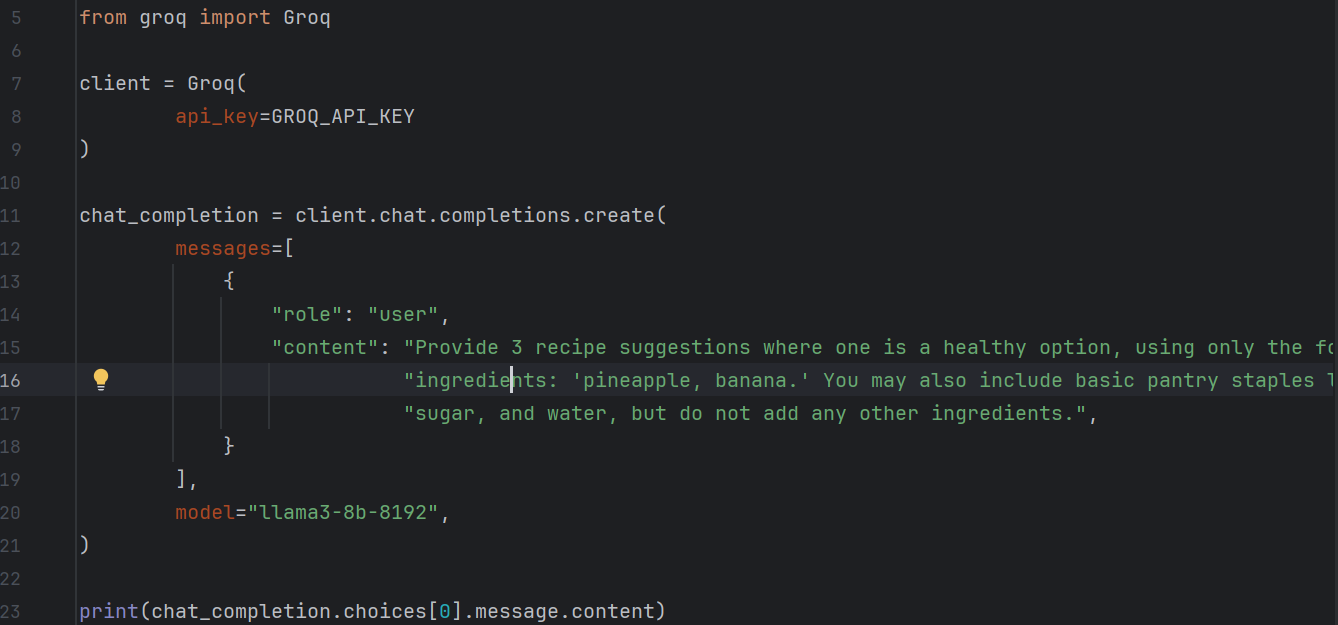 5 from groq import Groq
6
7 client = Groq(
8 api_key=GROQ_API_KEY
9 )
10
11 chat_completion = client.chat.completions.create(
12 messages=[
13 {
14 "role": "user",
15 "content": "Provide 3 recipe suggestions where one is a healthy option, using only the
16 "ingredients: 'pineapple, banana.' You may also include basic pantry staples
17 "sugar, and water, but do not add any other ingredients.",
18 }
19 ],
20 model="llama3-8b-8192",
21 )
22
23 print(chat_completion.choices[0].message.content)